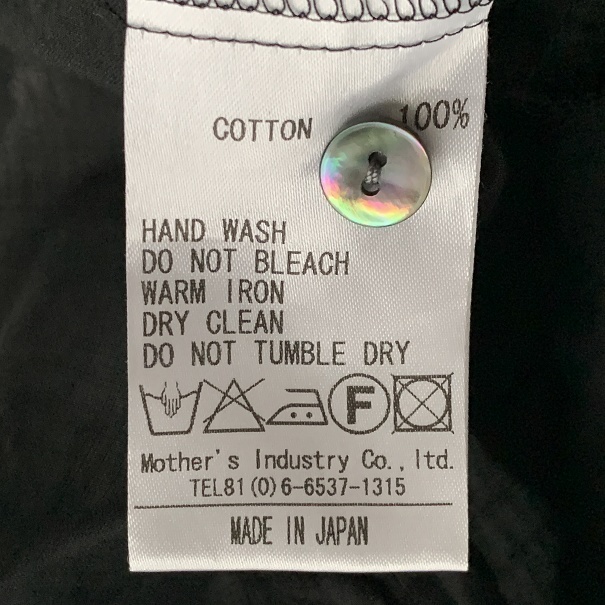 COTTON 100%
HAND WASH
DO NOT BLEACH
WARM IRON
DRY CLEAN
DO NOT TUMBLE DRY
F
Mother's Industry Co., ltd.
TEL81(0)6-6537-1315
MADE IN JAPAN